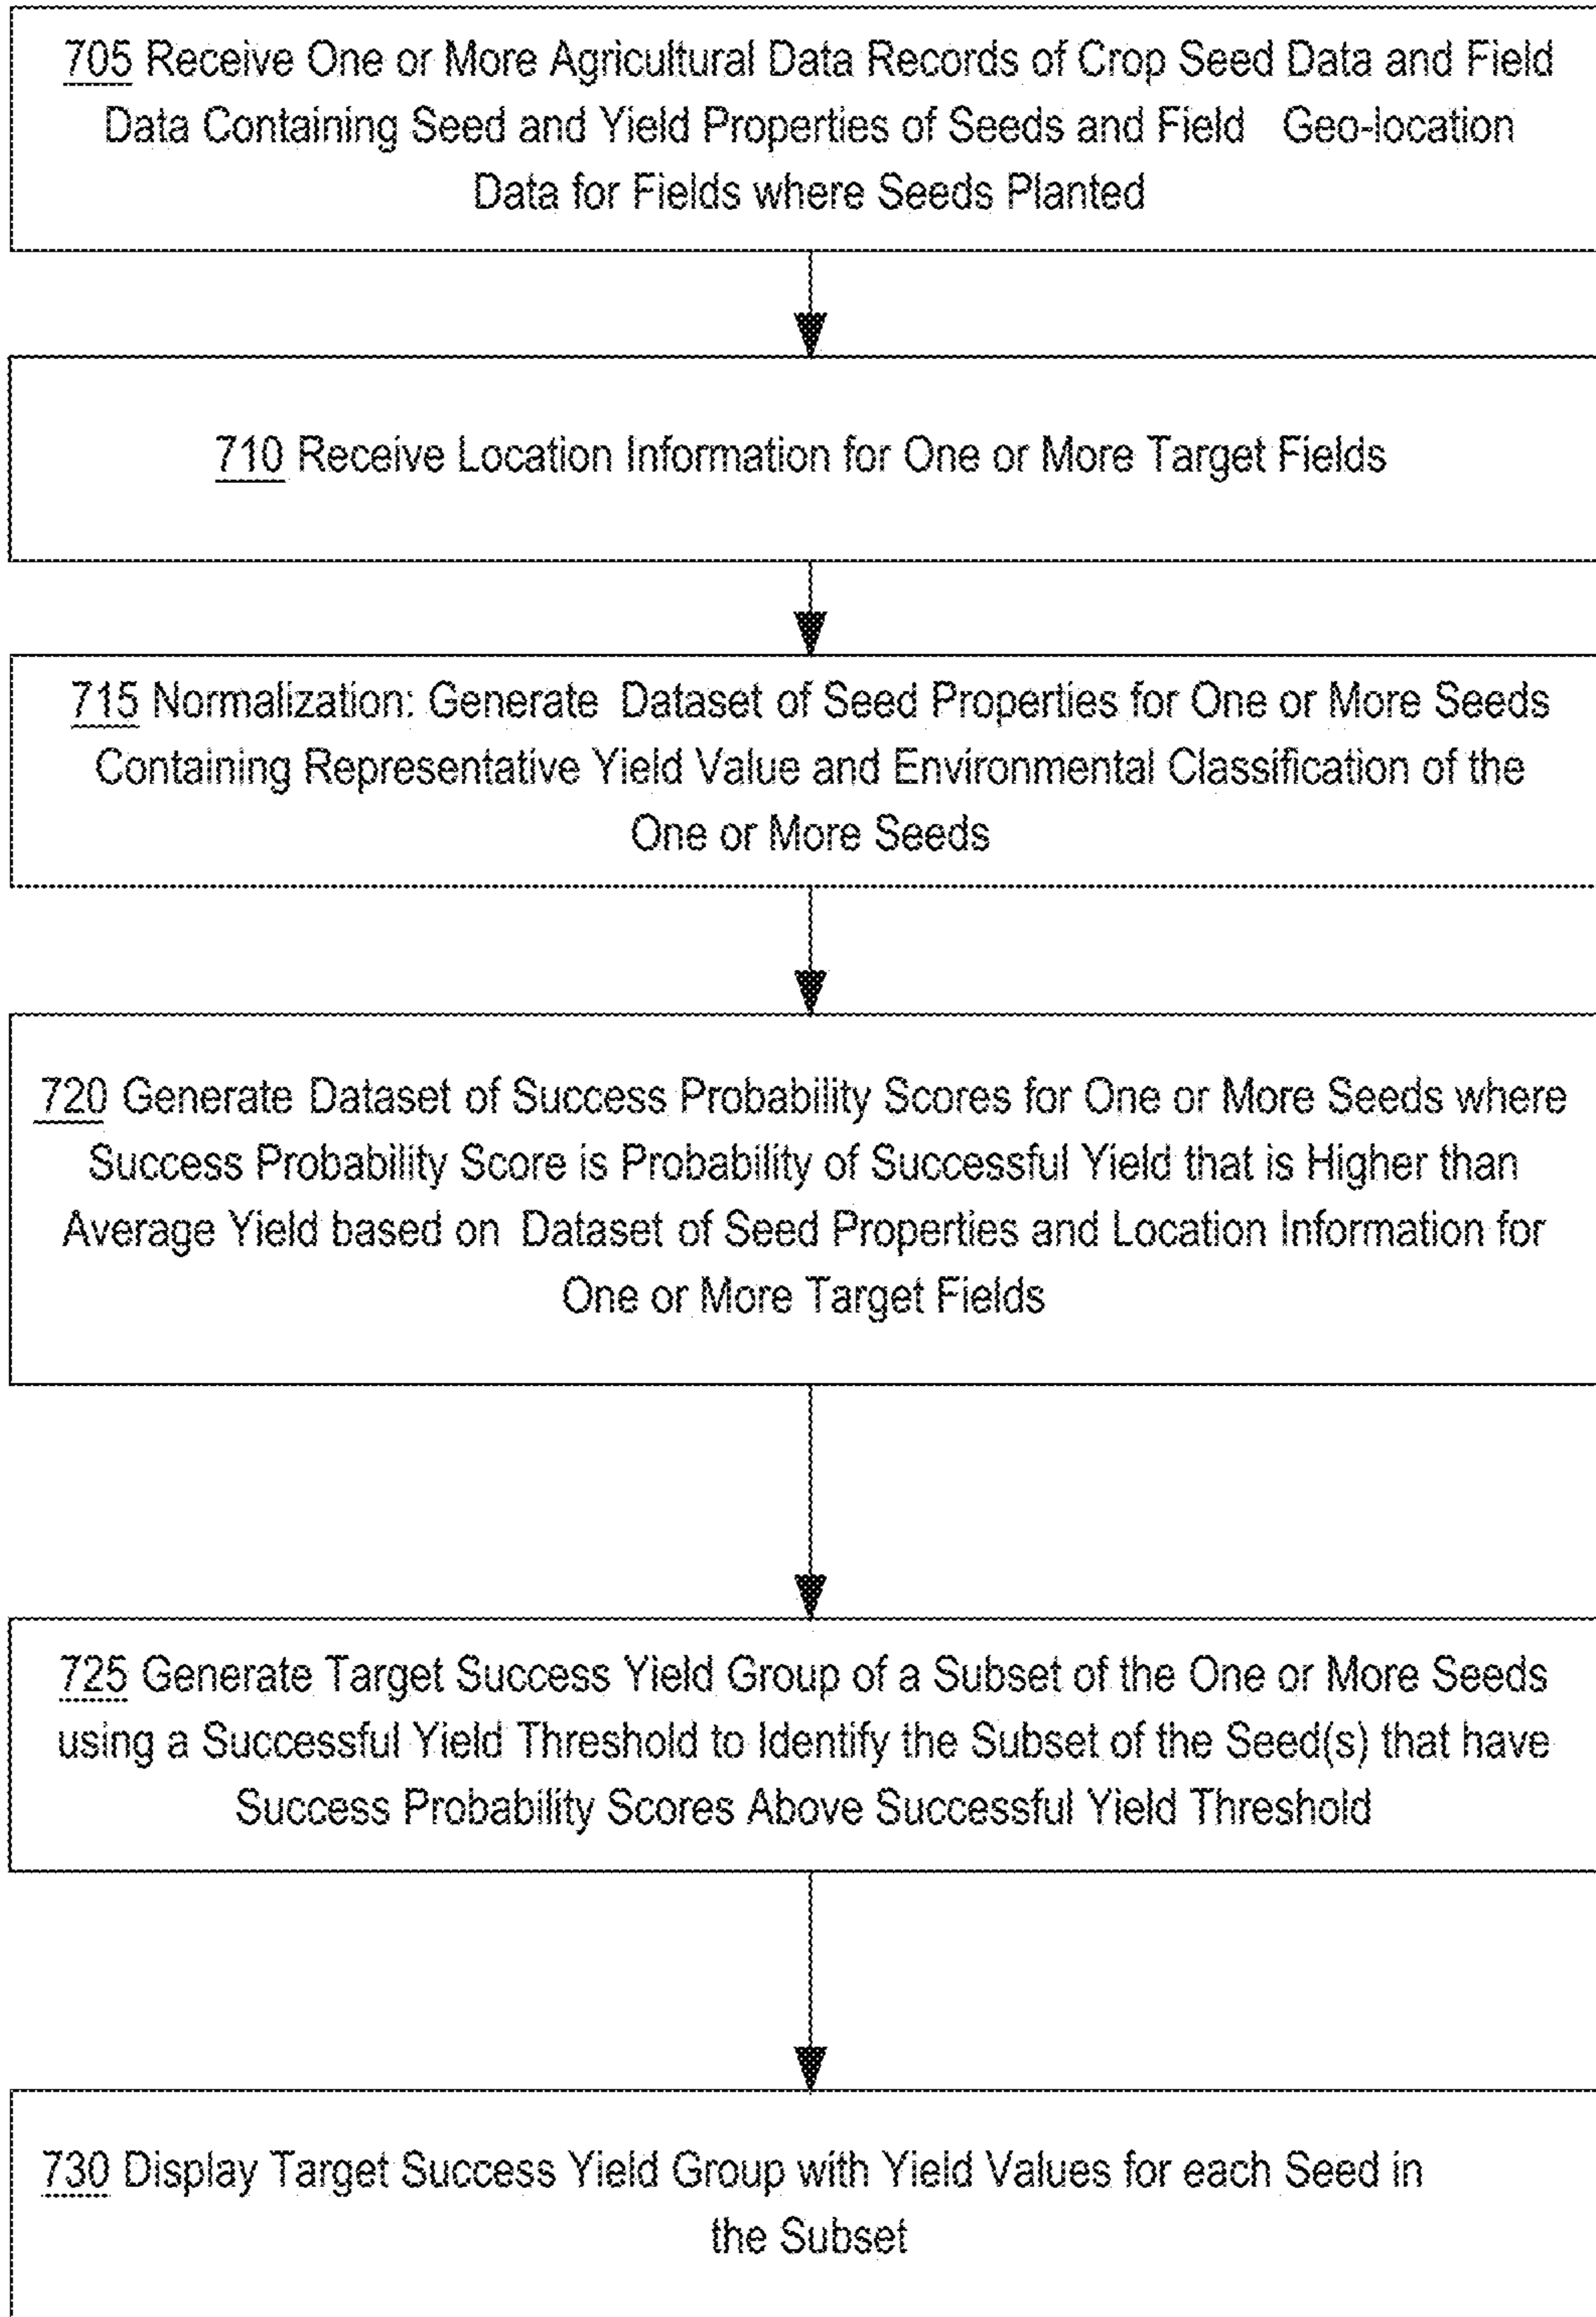 705 Receive One or More Agricultural Data Records of Crop Seed Data and Field
Data Containing Seed and Yield Properties of Seeds and Field Geo-location
Data for Fields where Seeds Planted
710 Receive Location Information for One or More Target Fields
715 Normalization: Generate Dataset of Seed Properties for One or More Seeds
Containing Representative Yield Value and Environmental Classification of the
One or More Seeds
720 Generate Dataset of Success Probability Scores for One or More Seeds where
Success Probability Score is Probability of Successful Yield that is Higher than
Average Yield based on Dataset of Seed Properties and Location Information for
One or More Target Fields
725 Generate Target Success Yield Group of a Subset of the One or More Seeds
using a Successful Yield Threshold to Identify the Subset of the Seed(s) that have
Success Probability Scores Above Successful Yield Threshold
730 Display Target Success Yield Group with Yield Values for each Seed in
the Subset